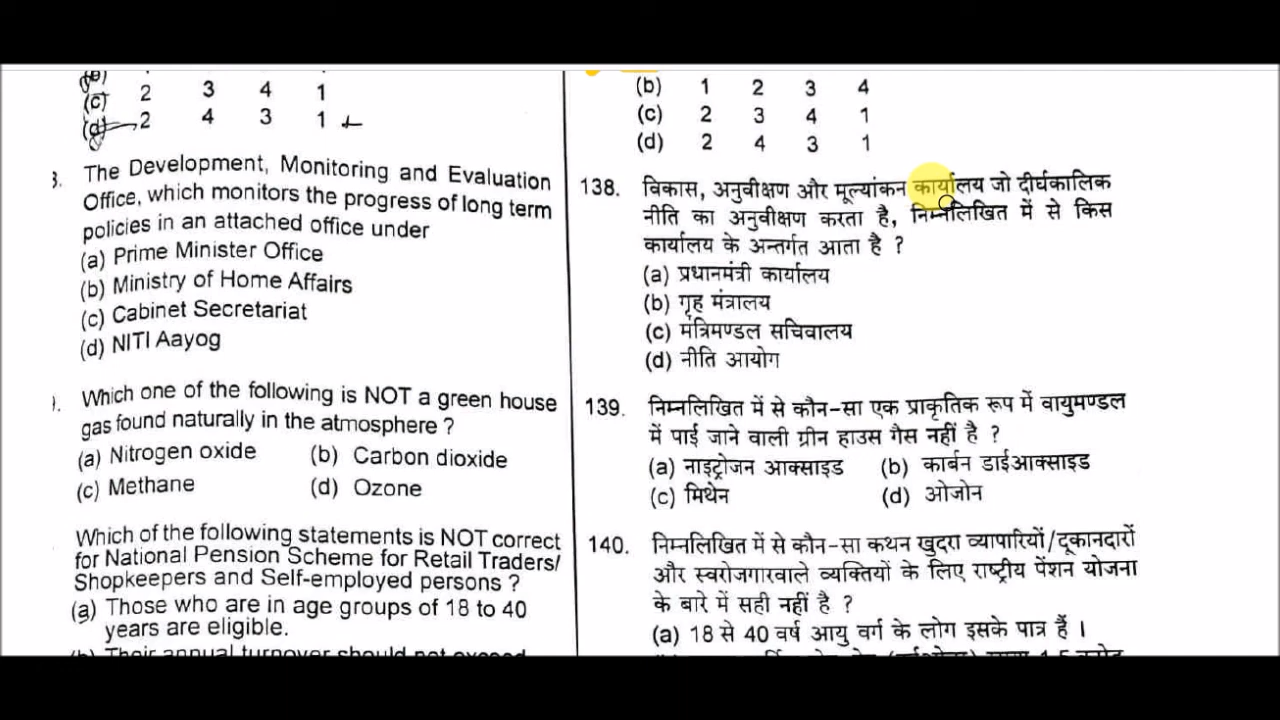 (c) 2 3 4 1
(d) 2 4 3 1
3. The Development, Monitoring and Evaluation
Office, which monitors the progress of long term
policies in an attached office under
(a) Prime Minister Office
(b) Ministry of Home Affairs
(c) Cabinet Secretariat
(d) NITI Aayog
Which one of the following is NOT a green house
gas found naturally in the atmosphere ?
(a) Nitrogen oxide (b) Carbon dioxide
(c) Methane (d) Ozone
Which of the following statements is NOT correct
for National Pension Scheme for Retail Traders/
Shopkeepers and Self-employed persons ?
(a) Those who are in age groups of 18 to 40
years are eligible.
(b) Their annual turnover should not exceed
(b) 1 2 3 4
(c) 2 3 4 1
(d) 2 4 3 1
138. विकास, अनुवीक्षण और मूल्यांकन कार्यालय जो दीर्घकालिक
नीति का अनुवीक्षण करता है, निम्नलिखित में से किस
कार्यालय के अन्तर्गत आता है ?
(a) प्रधानमंत्री कार्यालय
(b) गृह मंत्रालय
(c) मंत्रिमण्डल सचिवालय
(d) नीति आयोग
139. निम्नलिखित में से कौन-सा एक प्राकृतिक रूप में वायुमण्डल
में पाई जाने वाली ग्रीन हाउस गैस नहीं है ?
(a) नाइट्रोजन आक्साइड (b) कार्बन डाईआक्साइड
(c) मिथेन (d) ओजोन
140. निम्नलिखित में से कौन-सा कथन खुदरा व्यापारियों/दूकानदारों
और स्वरोजगारवाले व्यक्तियों के लिए राष्ट्रीय पेंशन योजना
के बारे में सही नहीं है ?
(a) 18 से 40 वर्ष आयु वर्ग के लोग इसके पात्र हैं ।